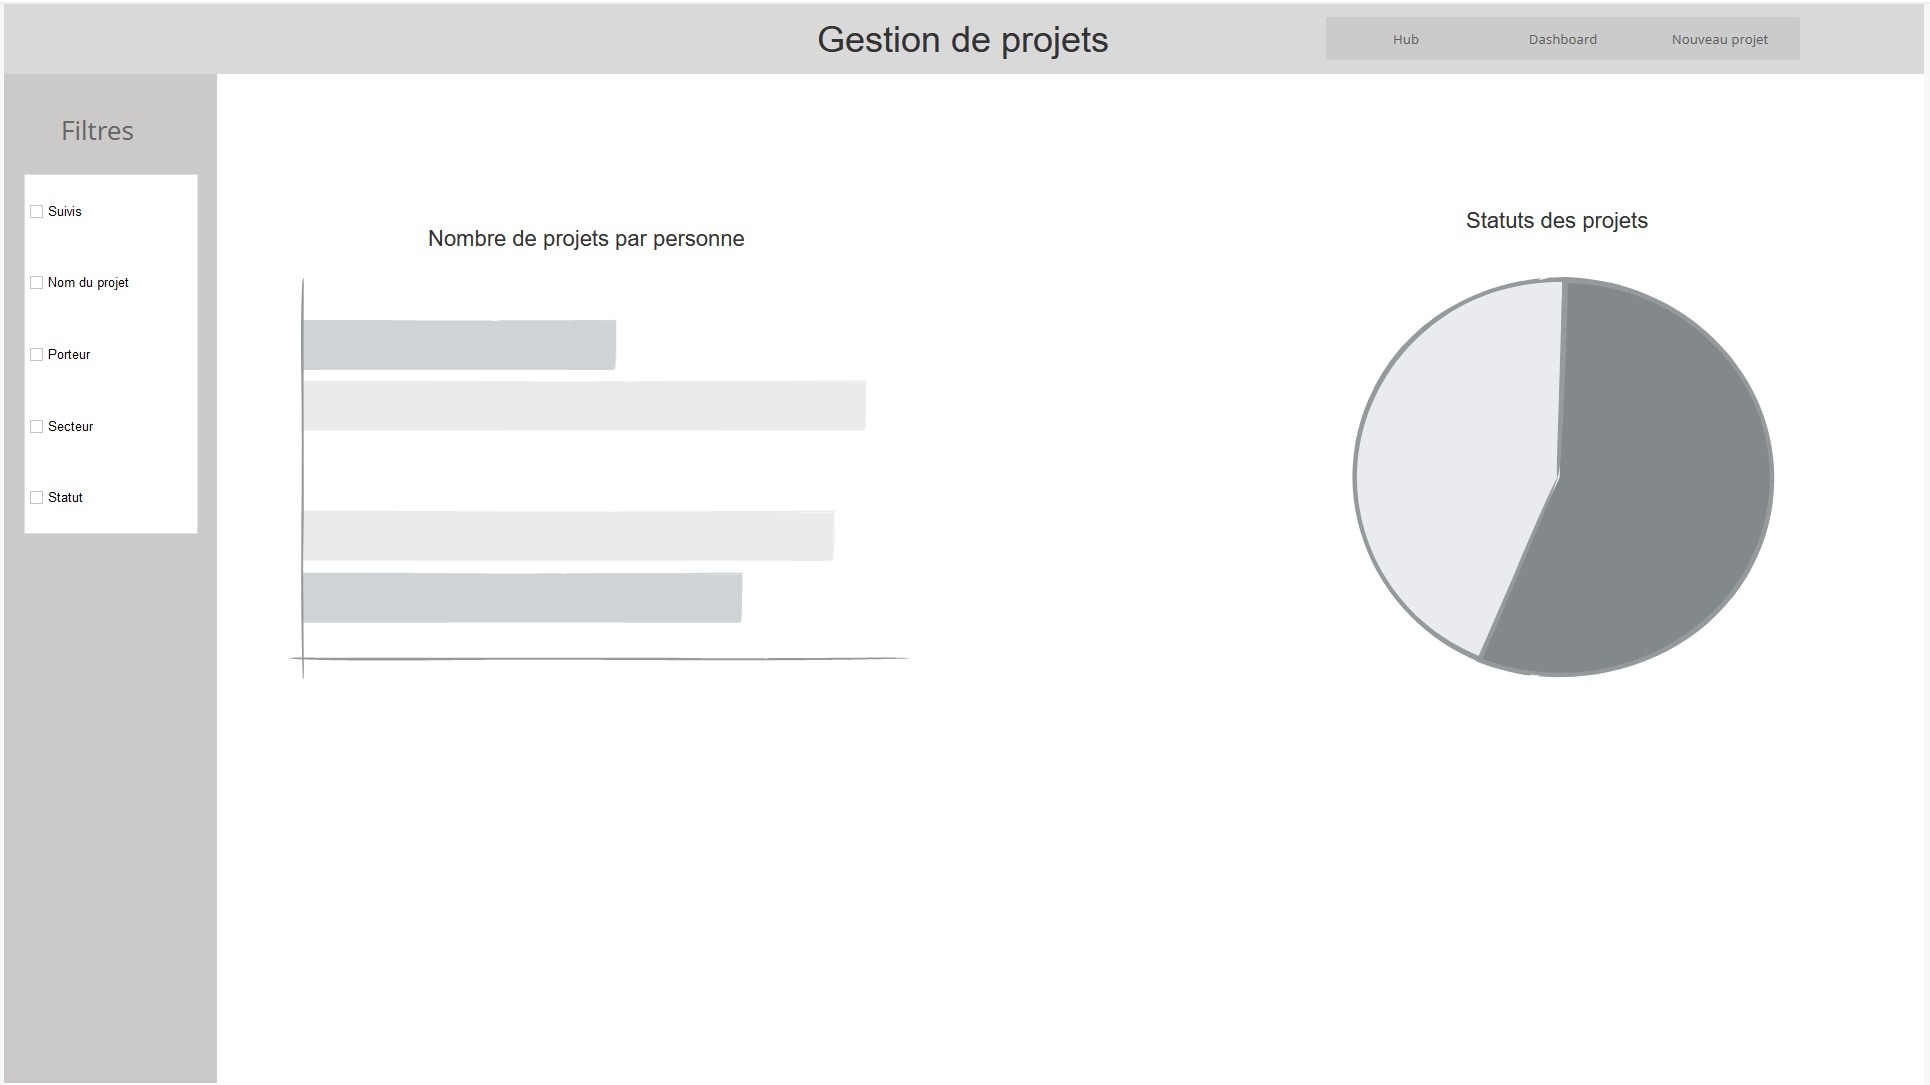 Gestion de projets
Hub
Dashboard
Nouveau projet
Filtres
Suivis
Nom du projet
Porteur
Secteur
Statut
Nombre de projets par personne
Statuts des projets